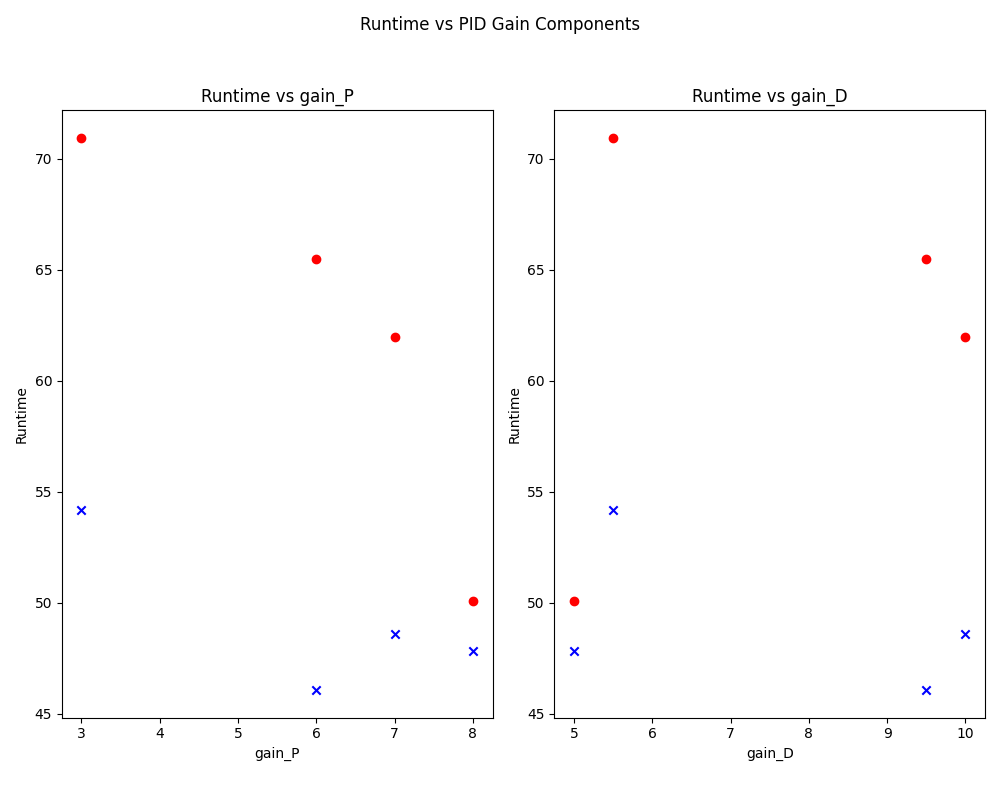 Runtime vs PID Gain Components
Runtime vs gain_P
70
65
60
55
50
45
Runtime
3 4 5 6 7 8
gain_P
Runtime vs gain_D
70
65
60
55
50
45
Runtime
5 6 7 8 9 10
gain_D